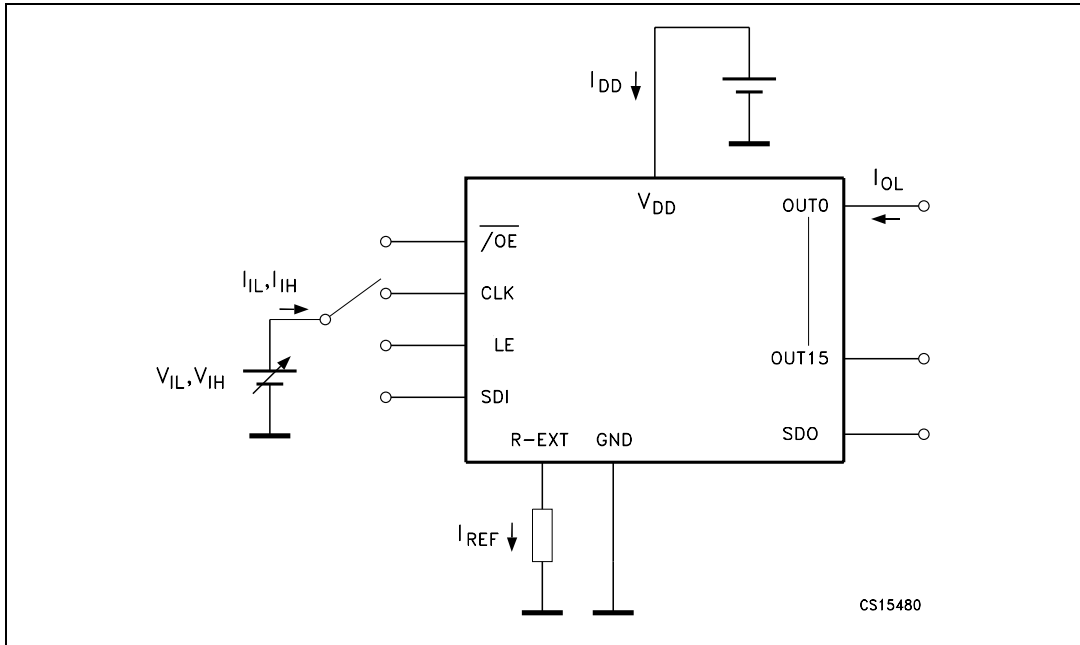 I_DD
V_DD
I_OL
OUT0
/OE
I_IL,I_IH
CLK
LE
OUT15
V_IL,V_IH
SDI
SDO
R-EXT GND
I_REF
CS15480